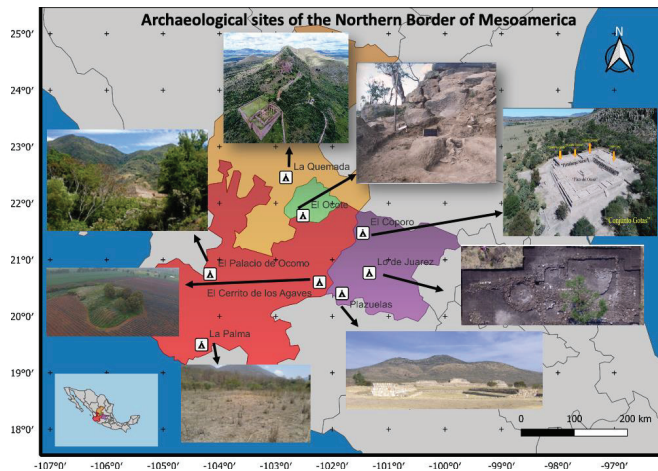 Archaeological sites of the Northern Border of Mesoamerica
N
25°0'
24°0'
23°0'
22°0'
21°0'
20°0'
19°0'
18°0'
La Quemada
El Ocote
El Coporo
El Palacio de Ocomo
Lo de Juarez
El Cerrito de los Agaves
Plazuelas
La Palma
Conjunto Gotas
0 100 200 km
-107°0' -106°0' -105°0' -104°0' -103°0' -102°0' -101°0' -100°0' -99°0' -98°0' -97°0'